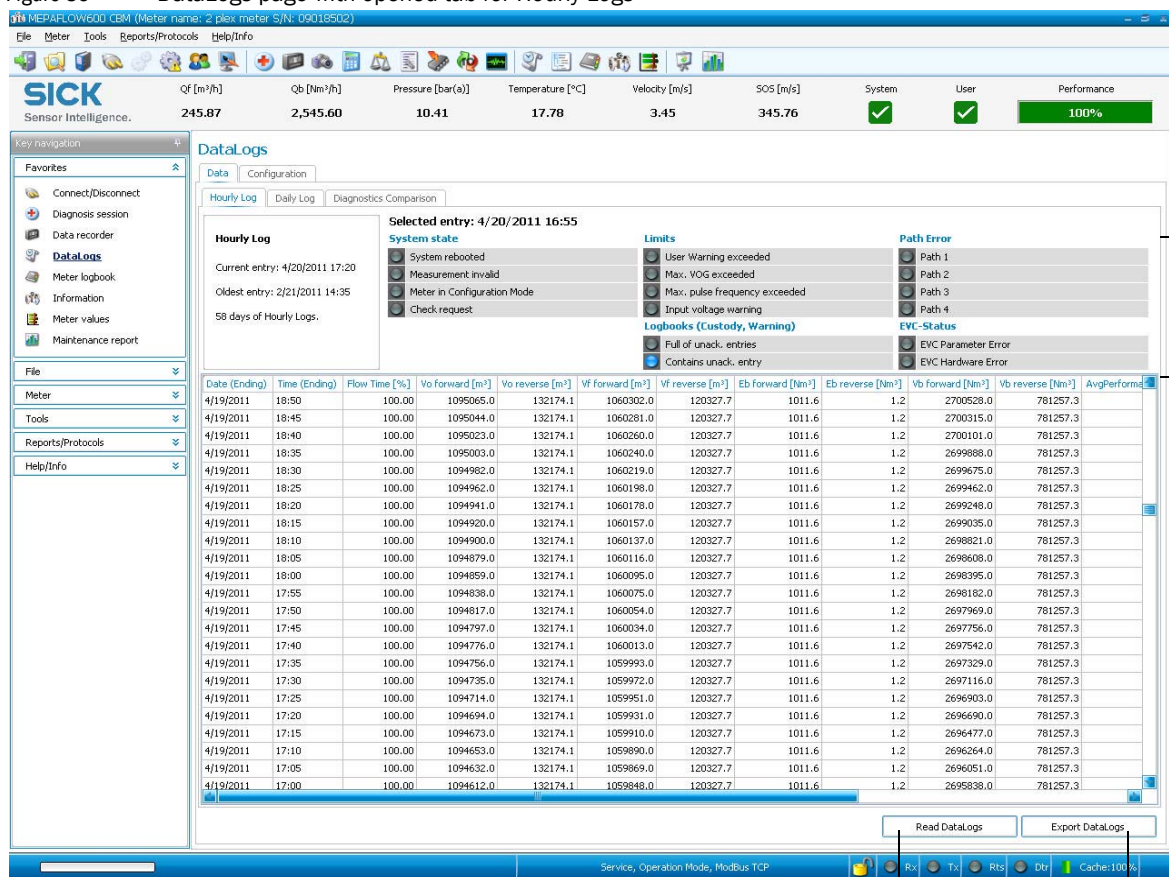 DataLogs page with opened tab for Hourly Logs
MEPAFLOW600 CBM (Meter name: 2 plex meter S/N: 09018502)
File Meter Tools Reports/Protocols Help/Info
SICK
Sensor Intelligence.
Qf [m³/h] Qb [Nm³/h] Pressure [bar(a)] Temperature [°C] Velocity [m/s] SOS [m/s] System User Performance
245.87 2,545.60 10.41 17.78 3.45 345.76 100%
Key navigation
Favorites
Connect/Disconnect
Diagnosis session
Data recorder
DataLogs
Meter logbook
Information
Meter values
Maintenance report
File
Meter
Tools
Reports/Protocols
Help/Info
DataLogs
Data Configuration
Hourly Log Daily Log Diagnostics Comparison
Hourly Log
Current entry: 4/20/2011 17:20
Oldest entry: 2/21/2011 14:35
58 days of Hourly Logs.
Selected entry: 4/20/2011 16:55
System state
System rebooted
Measurement invalid
Meter in Configuration Mode
Check request
Limits
User Warning exceeded
Max. VOG exceeded
Max. pulse frequency exceeded
Input voltage warning
Logbooks (Custody, Warning)
Full of unack. entries
Contains unack. entry
Path Error
Path 1
Path 2
Path 3
Path 4
EVC-Status
EVC Parameter Error
EVC Hardware Error
Date (Ending) Time (Ending) Flow Time [%] Vo forward [m³] Vo reverse [m³] Vf forward [m³] Vf reverse [m³] Eb forward [Nm³] Eb reverse [Nm³] Vb forward [Nm³] Vb reverse [Nm³] AvgPerforma
4/19/2011 18:50 100.00 1095065.0 132174.1 1060302.0 120327.7 1011.6 1.2 2700528.0 781257.3
4/19/2011 18:45 100.00 1095044.0 132174.1 1060281.0 120327.7 1011.6 1.2 2700315.0 781257.3
4/19/2011 18:40 100.00 1095023.0 132174.1 1060260.0 120327.7 1011.6 1.2 2700101.0 781257.3
4/19/2011 18:35 100.00 1095003.0 132174.1 1060240.0 120327.7 1011.6 1.2 2699888.0 781257.3
4/19/2011 18:30 100.00 1094982.0 132174.1 1060219.0 120327.7 1011.6 1.2 2699675.0 781257.3
4/19/2011 18:25 100.00 1094962.0 132174.1 1060198.0 120327.7 1011.6 1.2 2699462.0 781257.3
4/19/2011 18:20 100.00 1094941.0 132174.1 1060178.0 120327.7 1011.6 1.2 2699248.0 781257.3
4/19/2011 18:15 100.00 1094920.0 132174.1 1060157.0 120327.7 1011.6 1.2 2699035.0 781257.3
4/19/2011 18:10 100.00 1094900.0 132174.1 1060137.0 120327.7 1011.6 1.2 2698821.0 781257.3
4/19/2011 18:05 100.00 1094879.0 132174.1 1060116.0 120327.7 1011.6 1.2 2698608.0 781257.3
4/19/2011 18:00 100.00 1094859.0 132174.1 1060095.0 120327.7 1011.6 1.2 2698395.0 781257.3
4/19/2011 17:55 100.00 1094838.0 132174.1 1060075.0 120327.7 1011.6 1.2 2698182.0 781257.3
4/19/2011 17:50 100.00 1094817.0 132174.1 1060054.0 120327.7 1011.6 1.2 2697969.0 781257.3
4/19/2011 17:45 100.00 1094797.0 132174.1 1060034.0 120327.7 1011.6 1.2 2697756.0 781257.3
4/19/2011 17:40 100.00 1094776.0 132174.1 1060013.0 120327.7 1011.6 1.2 2697542.0 781257.3
4/19/2011 17:35 100.00 1094756.0 132174.1 1059993.0 120327.7 1011.6 1.2 2697329.0 781257.3
4/19/2011 17:30 100.00 1094735.0 132174.1 1059972.0 120327.7 1011.6 1.2 2697116.0 781257.3
4/19/2011 17:25 100.00 1094714.0 132174.1 1059951.0 120327.7 1011.6 1.2 2696903.0 781257.3
4/19/2011 17:20 100.00 1094694.0 132174.1 1059931.0 120327.7 1011.6 1.2 2696690.0 781257.3
4/19/2011 17:15 100.00 1094673.0 132174.1 1059910.0 120327.7 1011.6 1.2 2696477.0 781257.3
4/19/2011 17:10 100.00 1094653.0 132174.1 1059890.0 120327.7 1011.6 1.2 2696264.0 781257.3
4/19/2011 17:05 100.00 1094632.0 132174.1 1059869.0 120327.7 1011.6 1.2 2696051.0 781257.3
4/19/2011 17:00 100.00 1094612.0 132174.1 1059848.0 120327.7 1011.6 1.2 2695838.0 781257.3
Read DataLogs Export DataLogs
Service, Operation Mode, ModBus TCP Rx Tx Rts Dtr Cache:100%